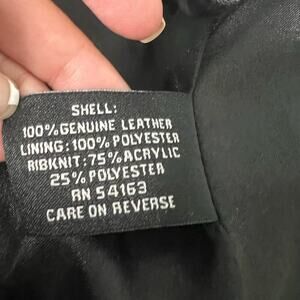 SHELL:
100% GENUINE LEATHER
LINING: 100% POLYESTER
RIBKNIT: 75% ACRYLIC
25% POLYESTER
RN 54163
CARE ON REVERSE